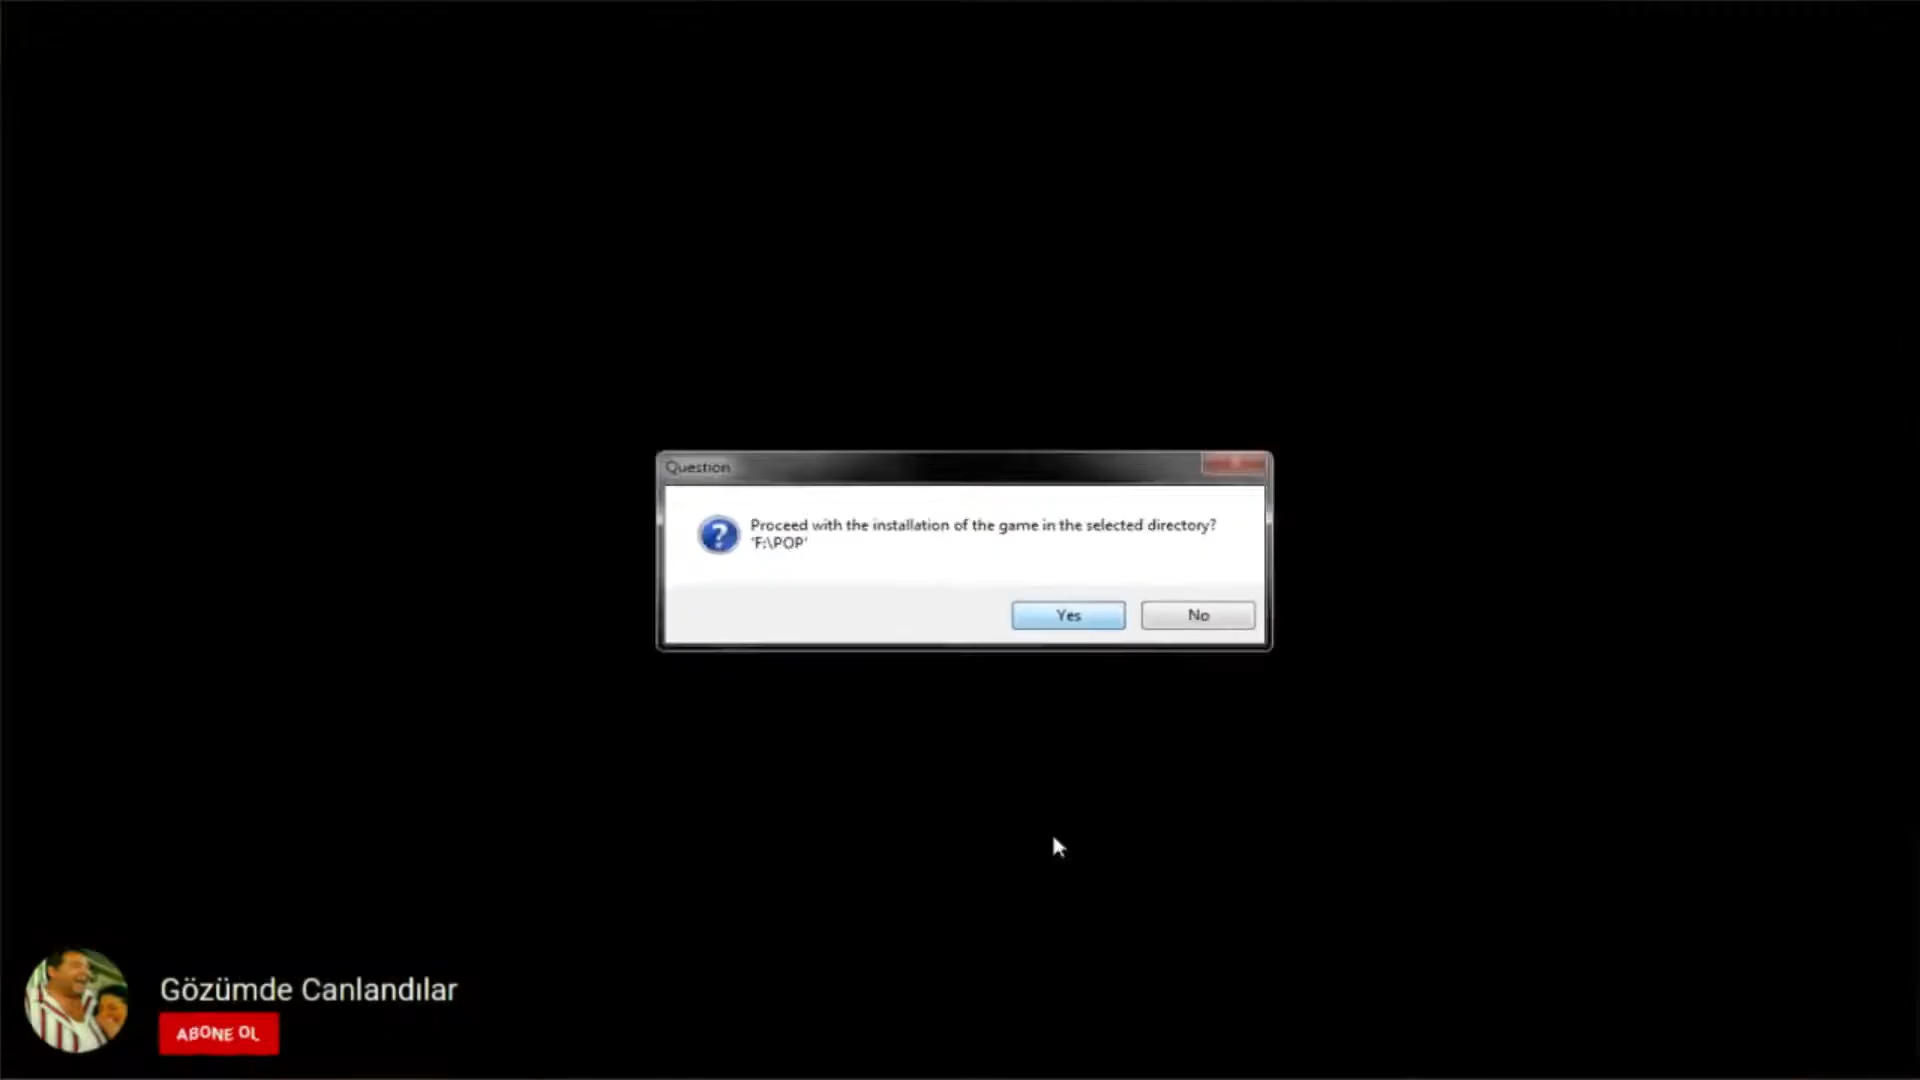 Question
Proceed with the installation of the game in the selected directory?
'F:\POP'
Yes
No
Gözümde Canlandılar
ABONE OL